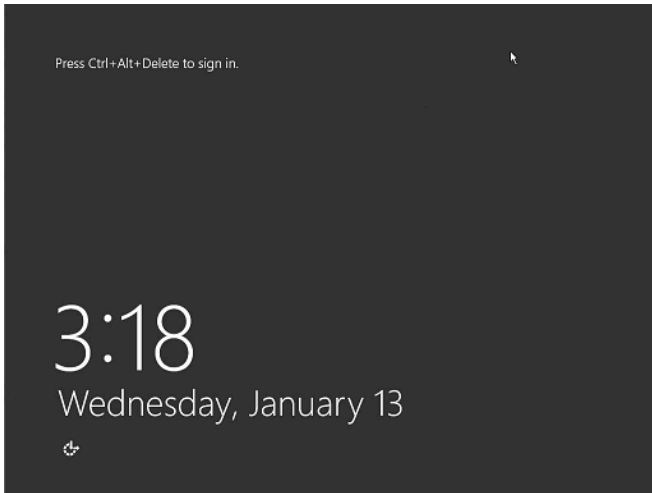 Press Ctrl+Alt+Delete to sign in.
3:18
Wednesday, January 13